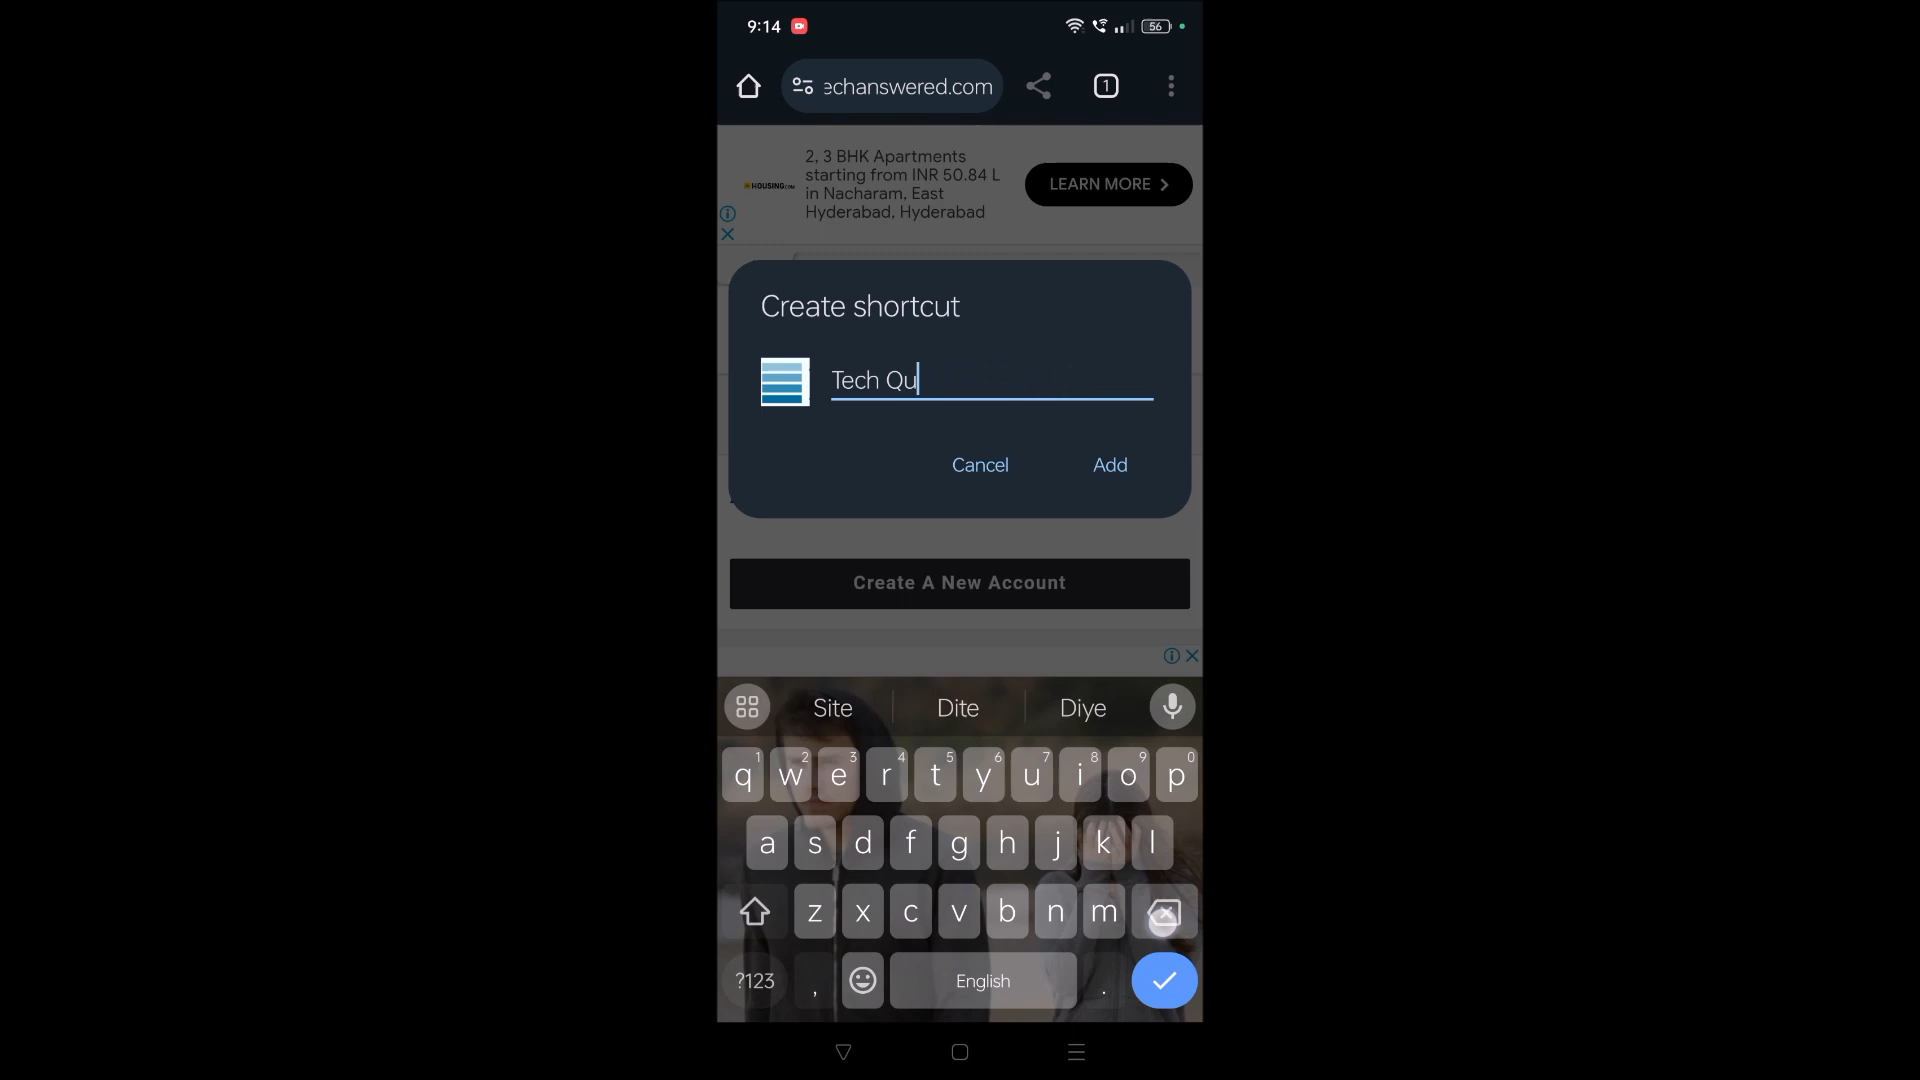 9:14
56
echanswered.com
1
2, 3 BHK Apartments
starting from INR 50.84 L
in Nacharam, East
Hyderabad, Hyderabad
HOUSING.COM
LEARN MORE
Create shortcut
Tech Qu
Cancel Add
Create A New Account
Site Dite Diye
1 2 3 4 5 6 7 8 9 0
q w e r t y u i o p
a s d f g h j k l
z x c v b n m
?123 , English .